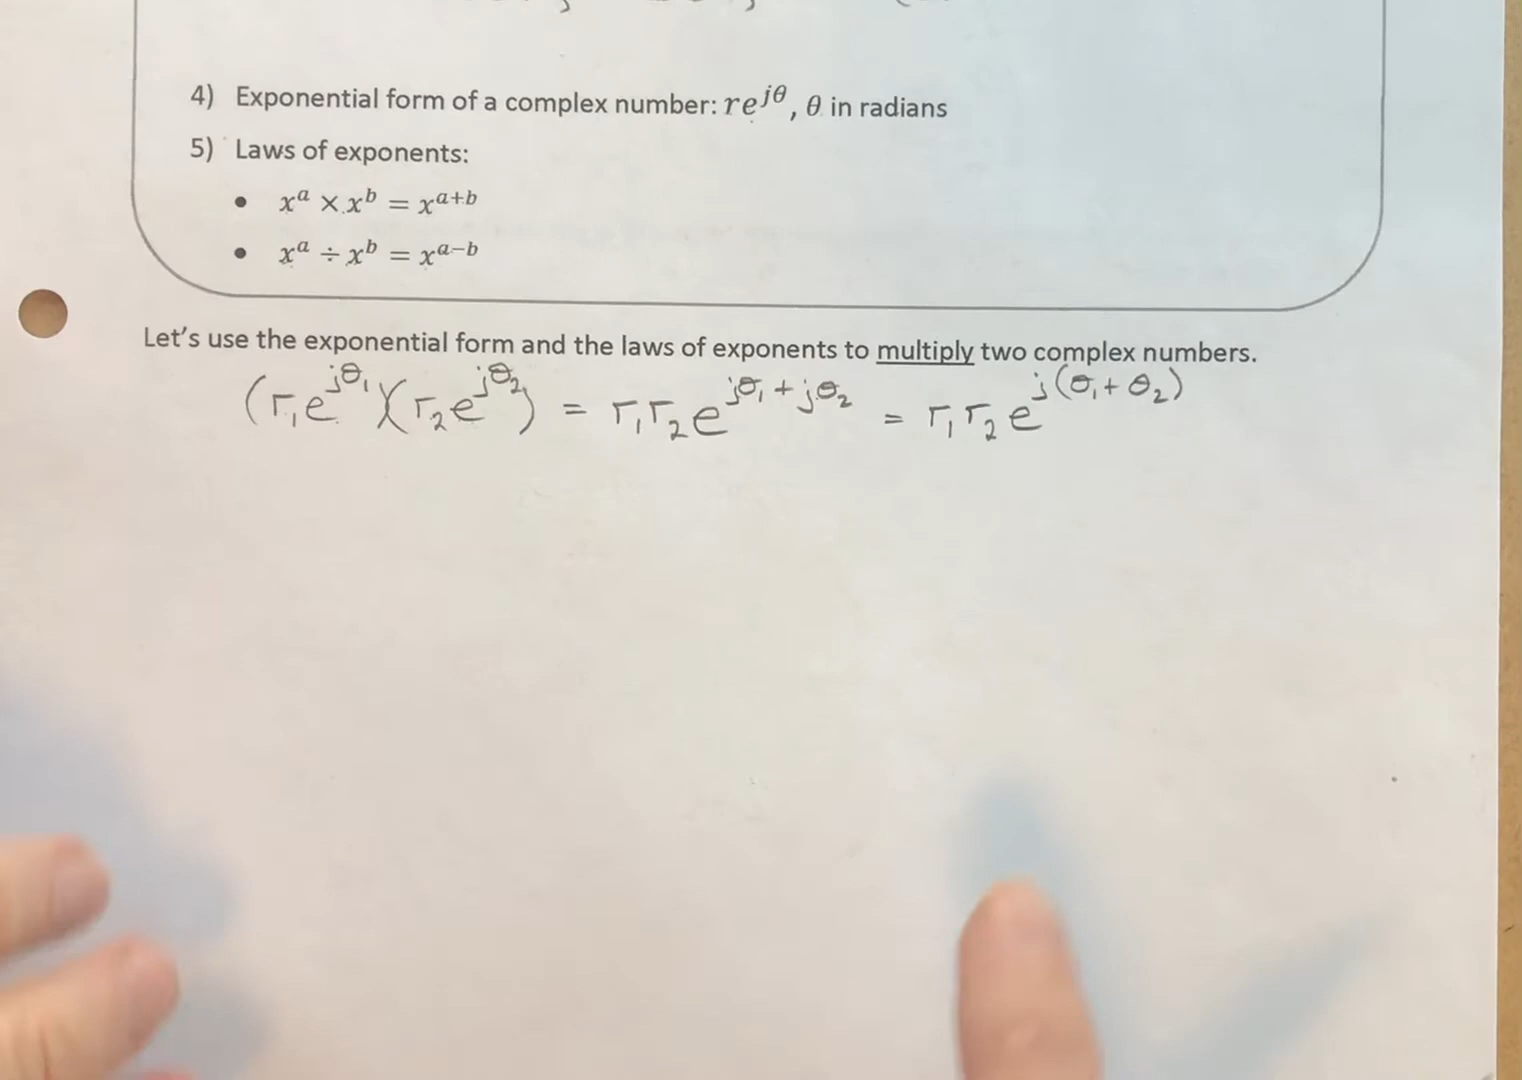 4) Exponential form of a complex number: re^{jθ}, θ in radians
5) Laws of exponents:
• x^a × x^b = x^{a+b}
• x^a ÷ x^b = x^{a−b}
Let's use the exponential form and the laws of exponents to multiply two complex numbers.
(r₁e^{jθ₁})(r₂e^{jθ₂}) = r₁r₂e^{jθ₁+jθ₂} = r₁r₂e^{j(θ₁+θ₂)}